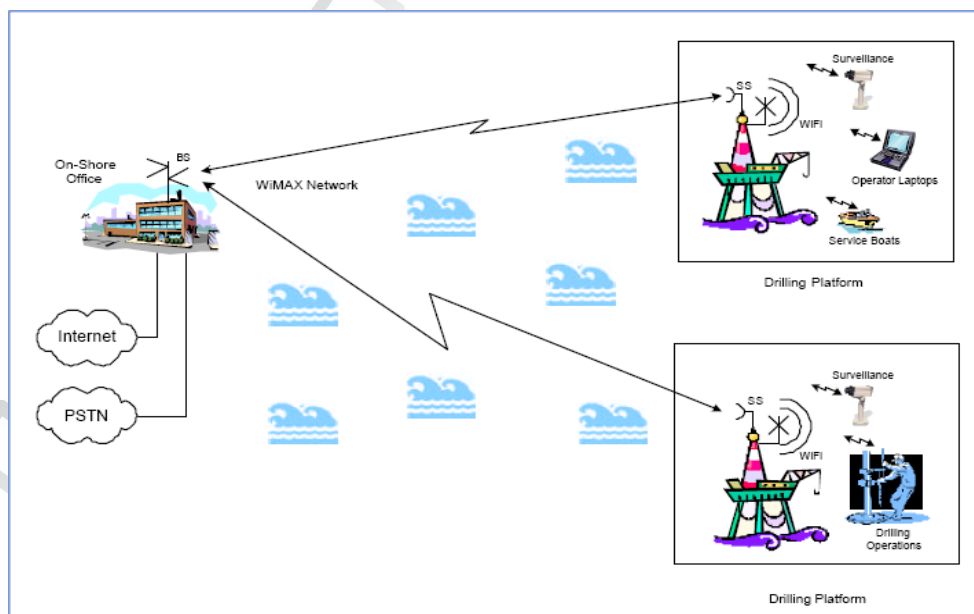 On-Shore
Office
BS
WiMAX Network
Internet
PSTN
SS
WIFI
Surveillance
Operator Laptops
Service Boats
Drilling Platform
SS
WIFI
Surveillance
Drilling
Operations
Drilling Platform